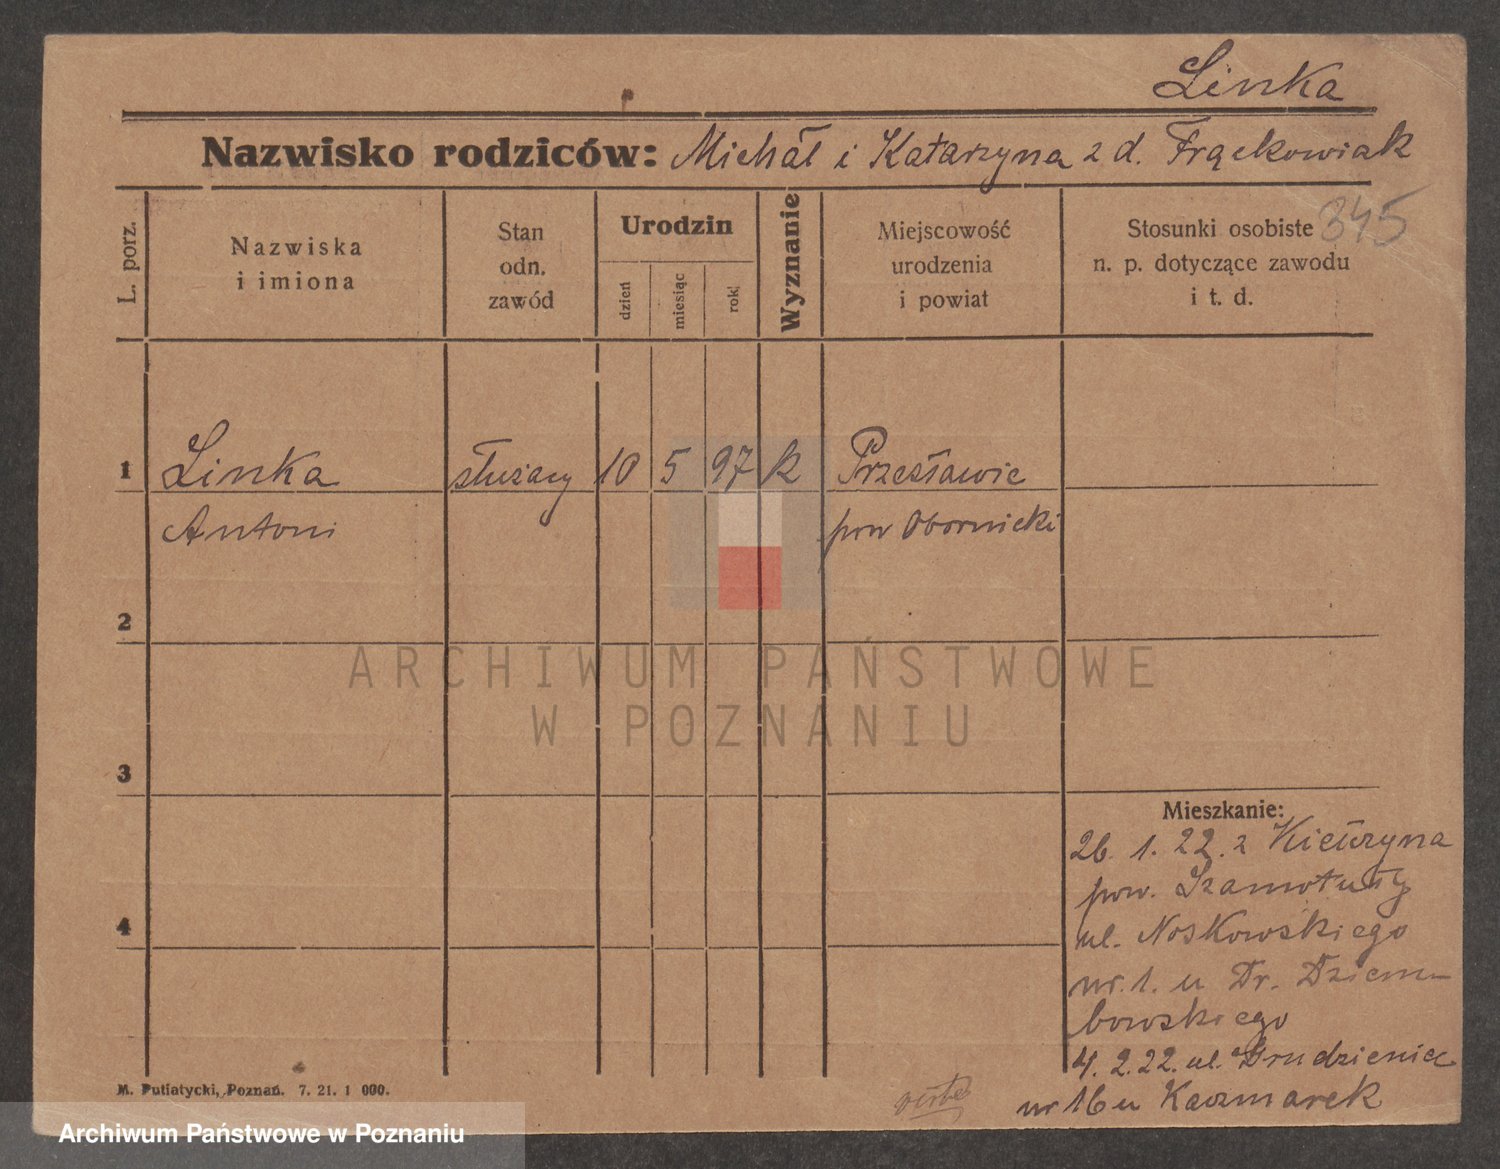 Linka
Nazwisko rodziców: Michał i Katarzyna z d. Frąckowiak
345
L. porz.
Nazwiska
i imiona
Stan
odn.
zawód
Urodzin
dzień
miesiąc
rok
Wyznanie
Miejscowość
urodzenia
i powiat
Stosunki osobiste
n. p. dotyczące zawodu
i t. d.
1 Linka służący 10 5 97 k Przesławie
Antoni pow Obornicki
2
ARCHIWUM PAŃSTWOWE
W POZNANIU
3
Mieszkanie:
26. 1. 22. z
pow. Szamotuły
4
ul. Noskowskiego
nr. 1. u Dr. Dziem-
bowskiego
4. 2. 22. ul. Grudzieniec
nr 16 u Kaczmarek
M. Putiatycki, Poznań. 7. 21. 1 000.
Archiwum Państwowe w Poznaniu